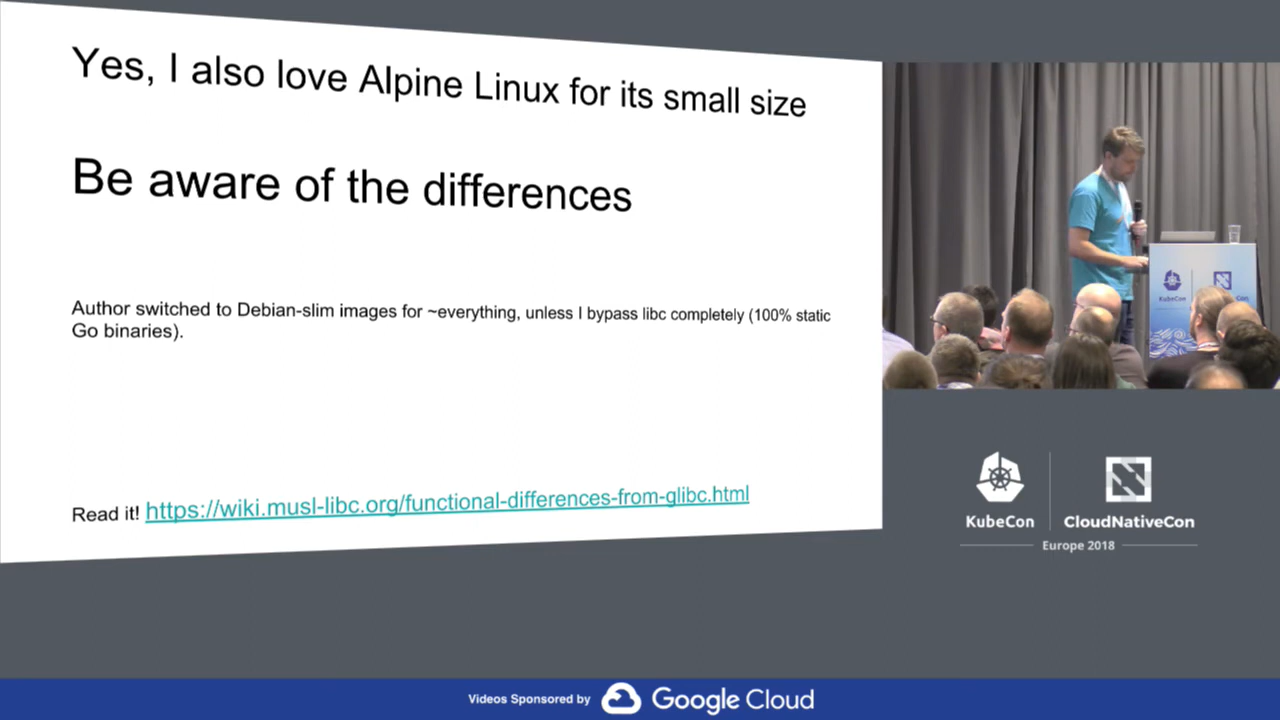 Yes, I also love Alpine Linux for its small size
Be aware of the differences
Author switched to Debian-slim images for ~everything, unless I bypass libc completely (100% static
Go binaries).
Read it! https://wiki.musl-libc.org/functional-differences-from-glibc.html
KubeCon
Con
KubeCon
CloudNativeCon
Europe 2018
Videos Sponsored by Google Cloud